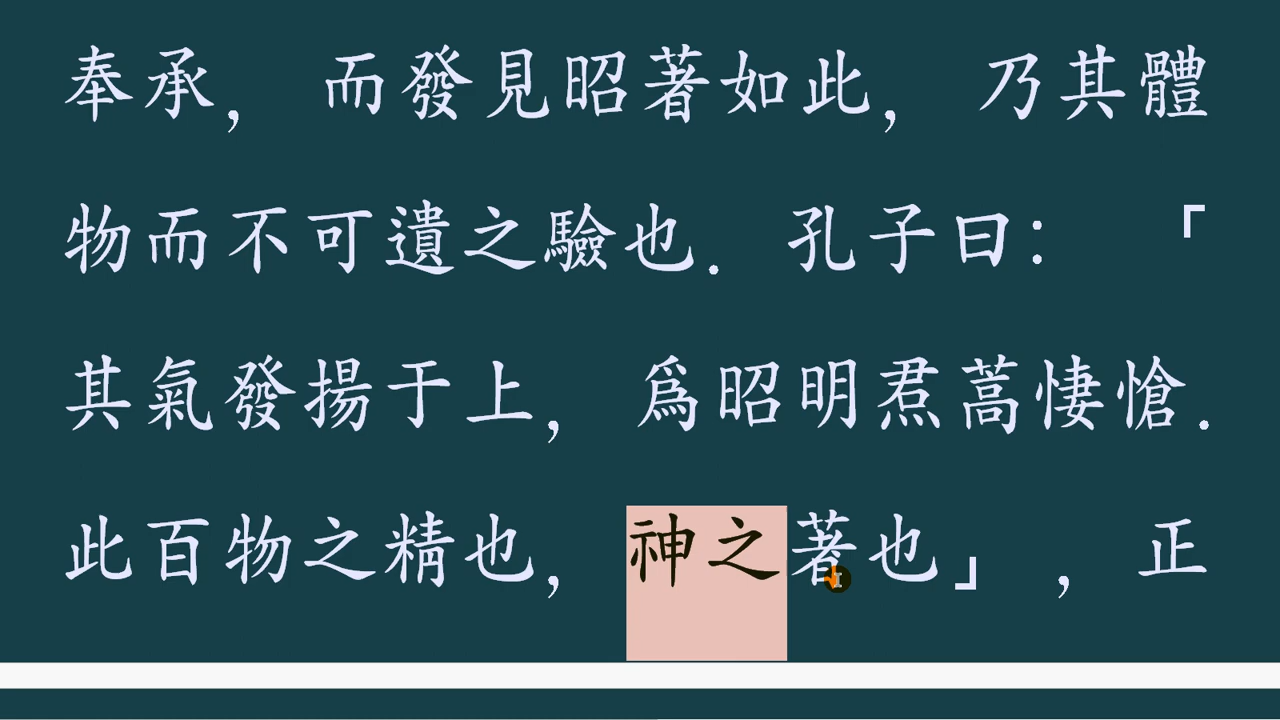 奉承, 而發見昭著如此, 乃其體
物而不可遺之驗也. 孔子曰: 「
其氣發揚于上, 爲昭明焄蒿悽愴.
此百物之精也, 神之著也」 , 正